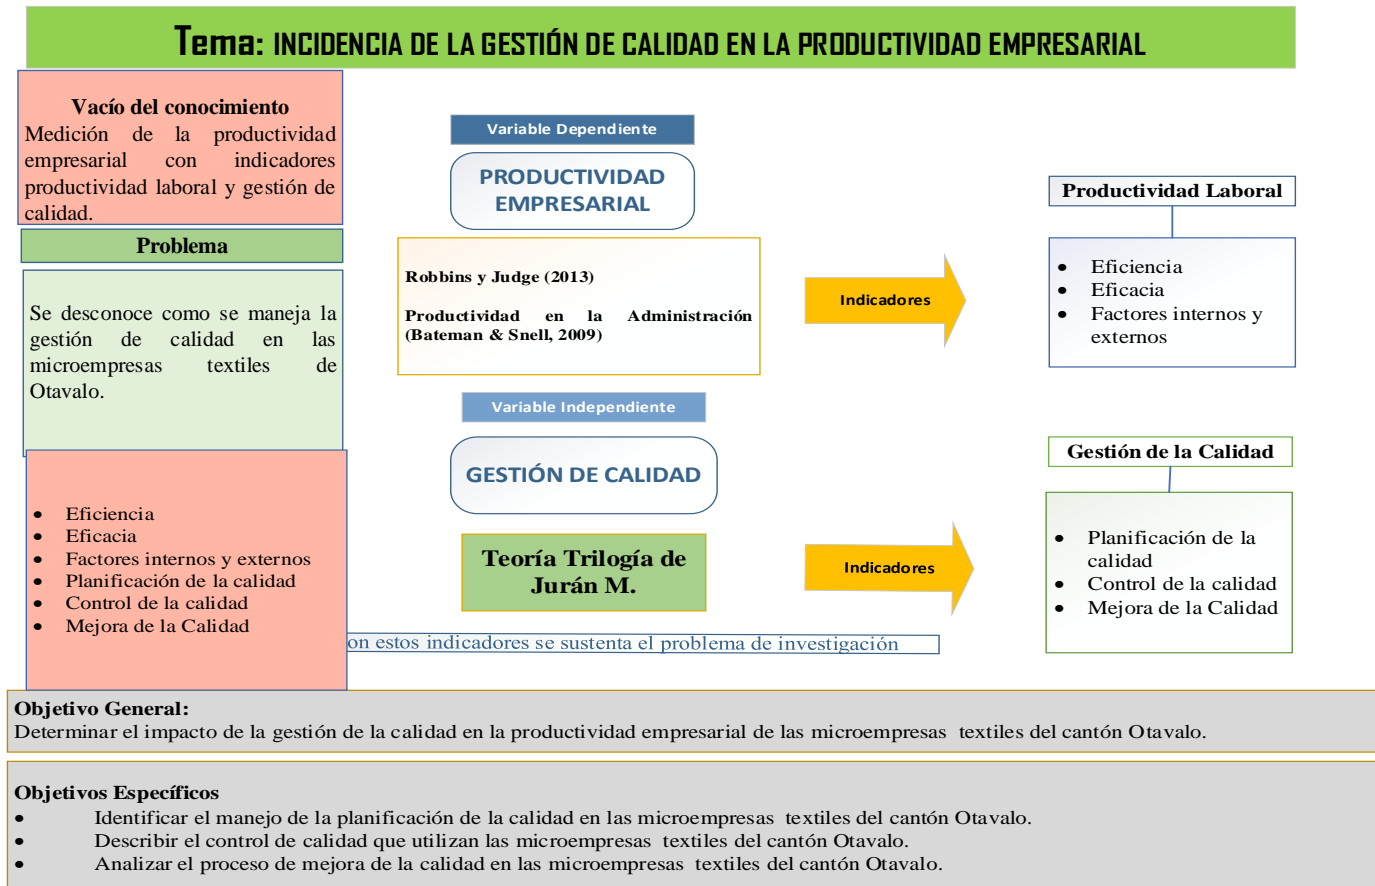 Tema: INCIDENCIA DE LA GESTIÓN DE CALIDAD EN LA PRODUCTIVIDAD EMPRESARIAL
Vacío del conocimiento
Medición de la productividad
empresarial con indicadores
productividad laboral y gestión de
calidad.
Problema
Se desconoce como se maneja la
gestión de calidad en las
microempresas textiles de
Otavalo.
• Eficiencia
• Eficacia
• Factores internos y externos
• Planificación de la calidad
• Control de la calidad
• Mejora de la Calidad
Variable Dependiente
PRODUCTIVIDAD
EMPRESARIAL
Robbins y Judge (2013)
Productividad en la Administración
(Bateman & Snell, 2009)
Indicadores
Productividad Laboral
• Eficiencia
• Eficacia
• Factores internos y
externos
Variable Independiente
GESTIÓN DE CALIDAD
Teoría Trilogía de
Jurán M.
Indicadores
Gestión de la Calidad
• Planificación de la
calidad
• Control de la calidad
• Mejora de la Calidad
on estos indicadores se sustenta el problema de investigación
Objetivo General:
Determinar el impacto de la gestión de la calidad en la productividad empresarial de las microempresas textiles del cantón Otavalo.
Objetivos Específicos
• Identificar el manejo de la planificación de la calidad en las microempresas textiles del cantón Otavalo.
• Describir el control de calidad que utilizan las microempresas textiles del cantón Otavalo.
• Analizar el proceso de mejora de la calidad en las microempresas textiles del cantón Otavalo.